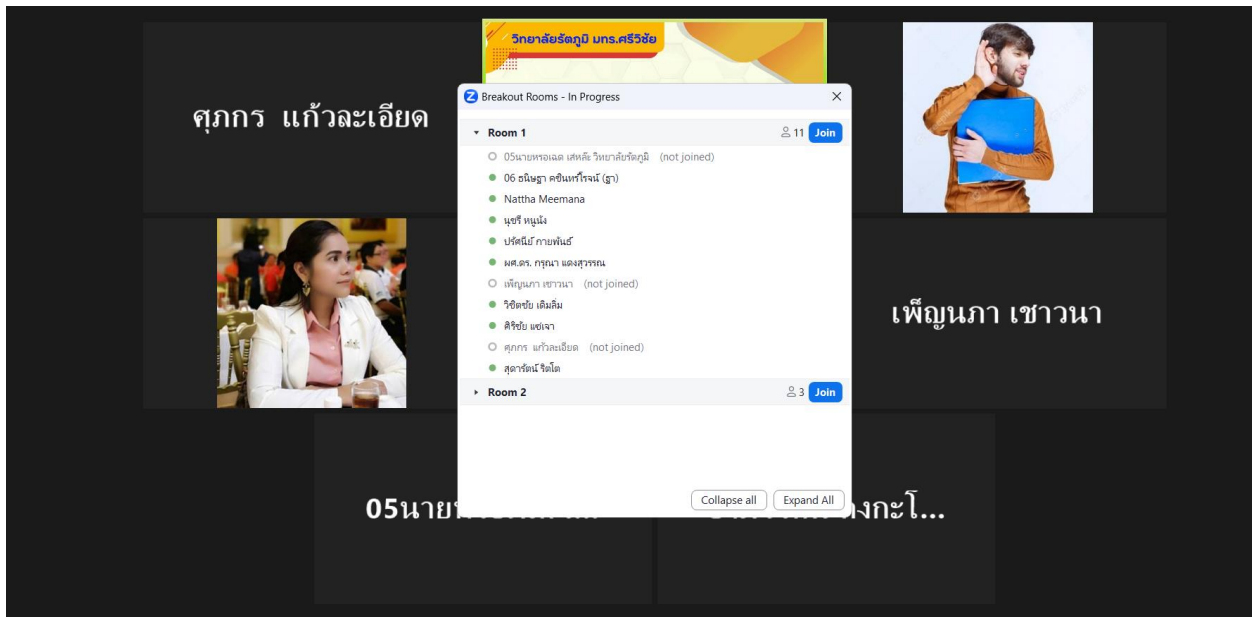 วิทยาลัยรัตภูมิ มทร.ศรีวิชัย
ศุภกร แก้วละเอียด
Breakout Rooms - In Progress
Room 1
11
Join
05นายหรอเฉด เสหล๊ะ วิทยาลัยรัตภูมิ (not joined)
06 ธนิษฐา คชินทร์โรจน์ (ฐา)
Nattha Meemana
นุชรี หนูนัง
ปรัศนีย์ กายพันธ์
ผศ.ดร. กรุณา แดงสุวรรณ
เพ็ญนภา เชาวนา (not joined)
วิชิตชัย เติมลิ่ม
ศิริชัย แซ่เจา
ศุภกร แก้วละเอียด (not joined)
สุดารัตน์ ริตโต
Room 2
3
Join
เพ็ญนภา เชาวนา
Collapse all
Expand All
05นาย
งกะโ...